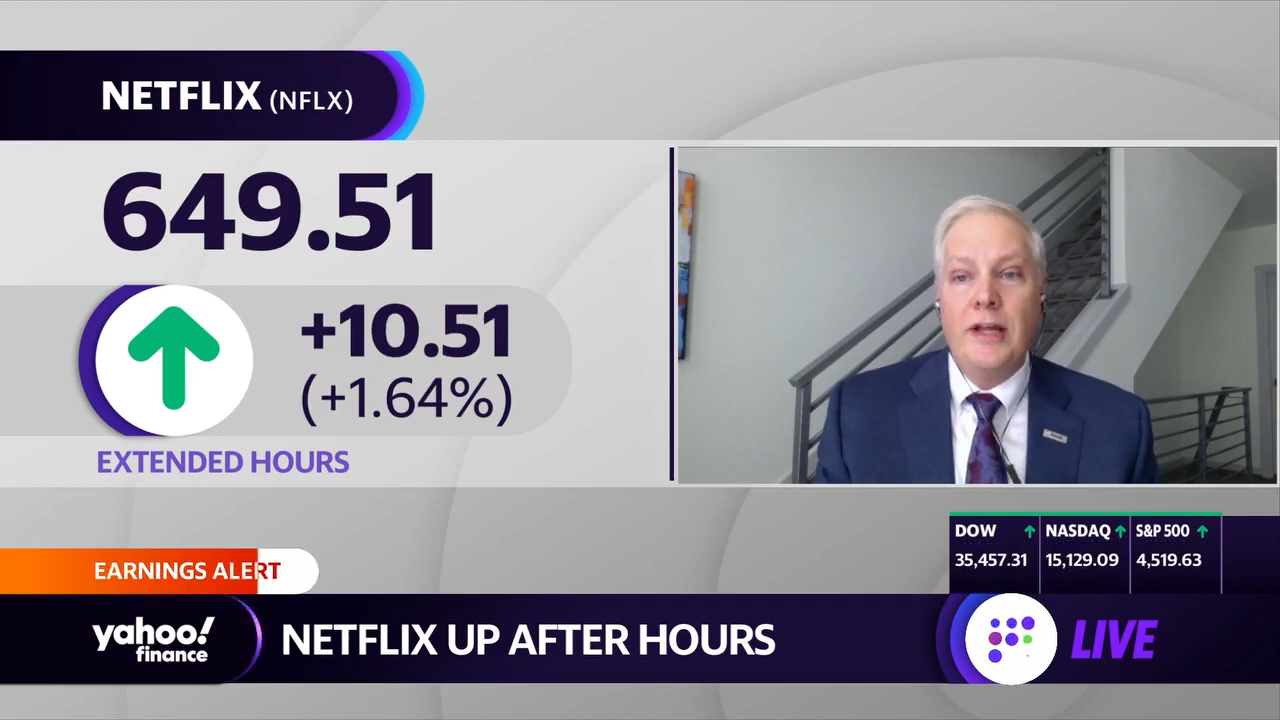 NETFLIX (NFLX)
649.51
+10.51
(+1.64%)
EXTENDED HOURS
DOW
35,457.31
NASDAQ
15,129.09
S&P 500
4,519.63
EARNINGS ALERT
yahoo!
finance
NETFLIX UP AFTER HOURS
LIVE